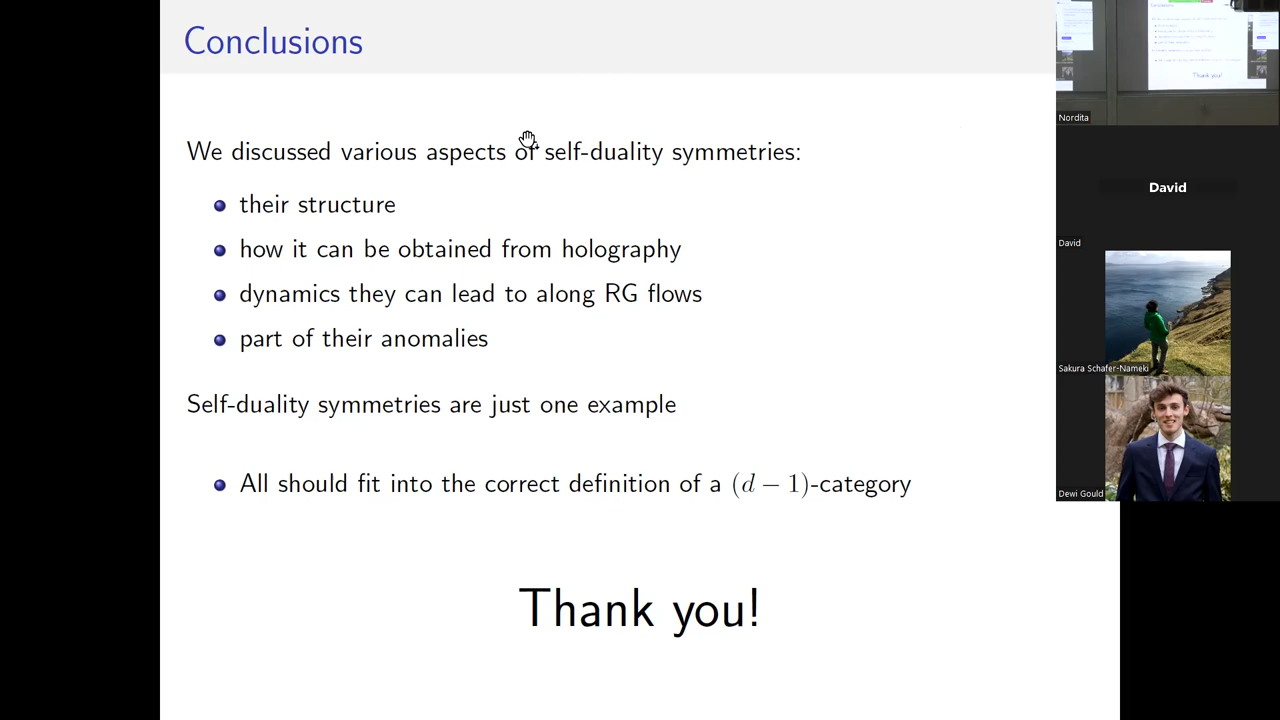 Conclusions
We discussed various aspects of self-duality symmetries:
their structure
how it can be obtained from holography
dynamics they can lead to along RG flows
part of their anomalies
Self-duality symmetries are just one example
All should fit into the correct definition of a (d − 1)-category
Thank you!
Thank you!
Nordita
David
David
Sakura Schafer-Nameki
Dewi Gould